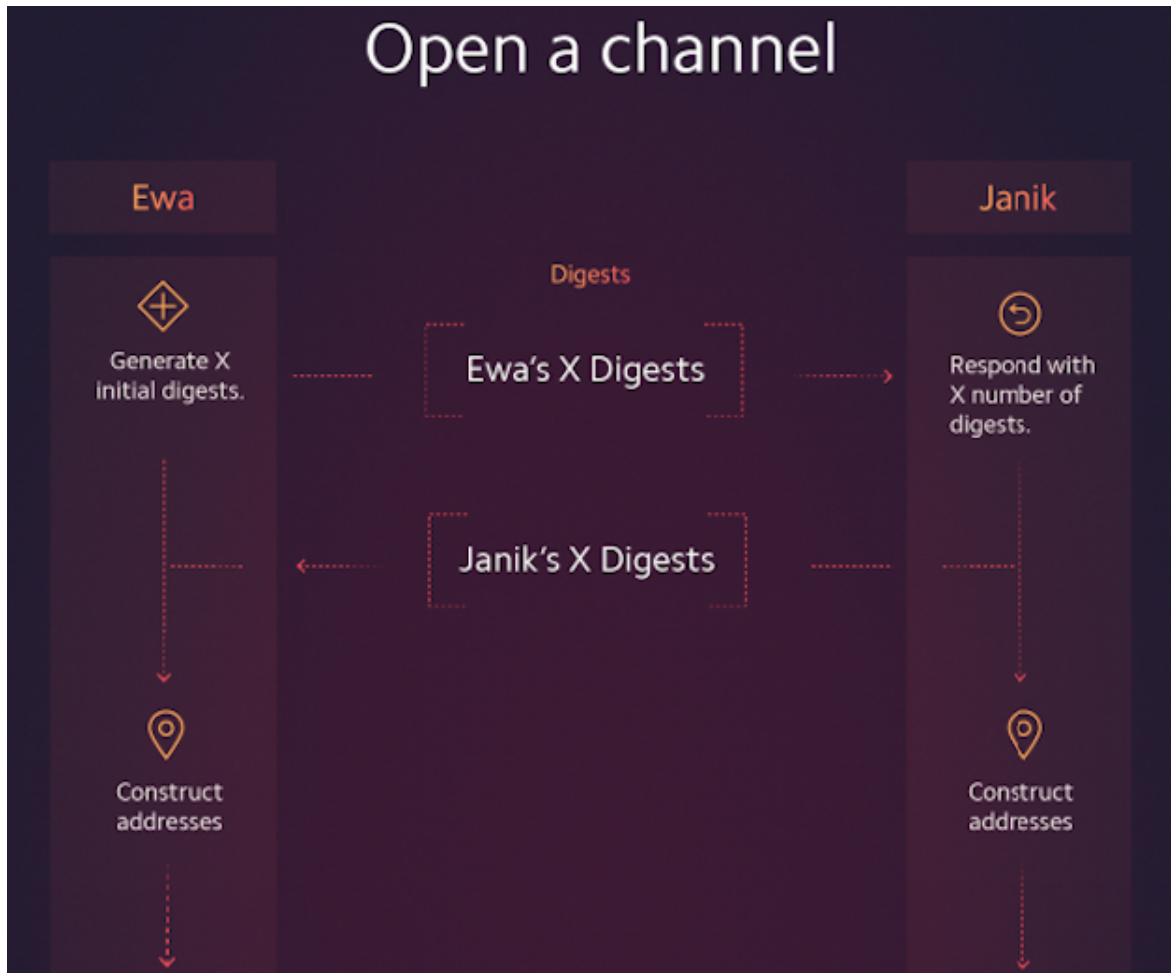 Open a channel
Ewa
Janik
Digests
Generate X
initial digests.
Ewa's X Digests
Respond with
X number of
digests.
Janik's X Digests
Construct
addresses
Construct
addresses